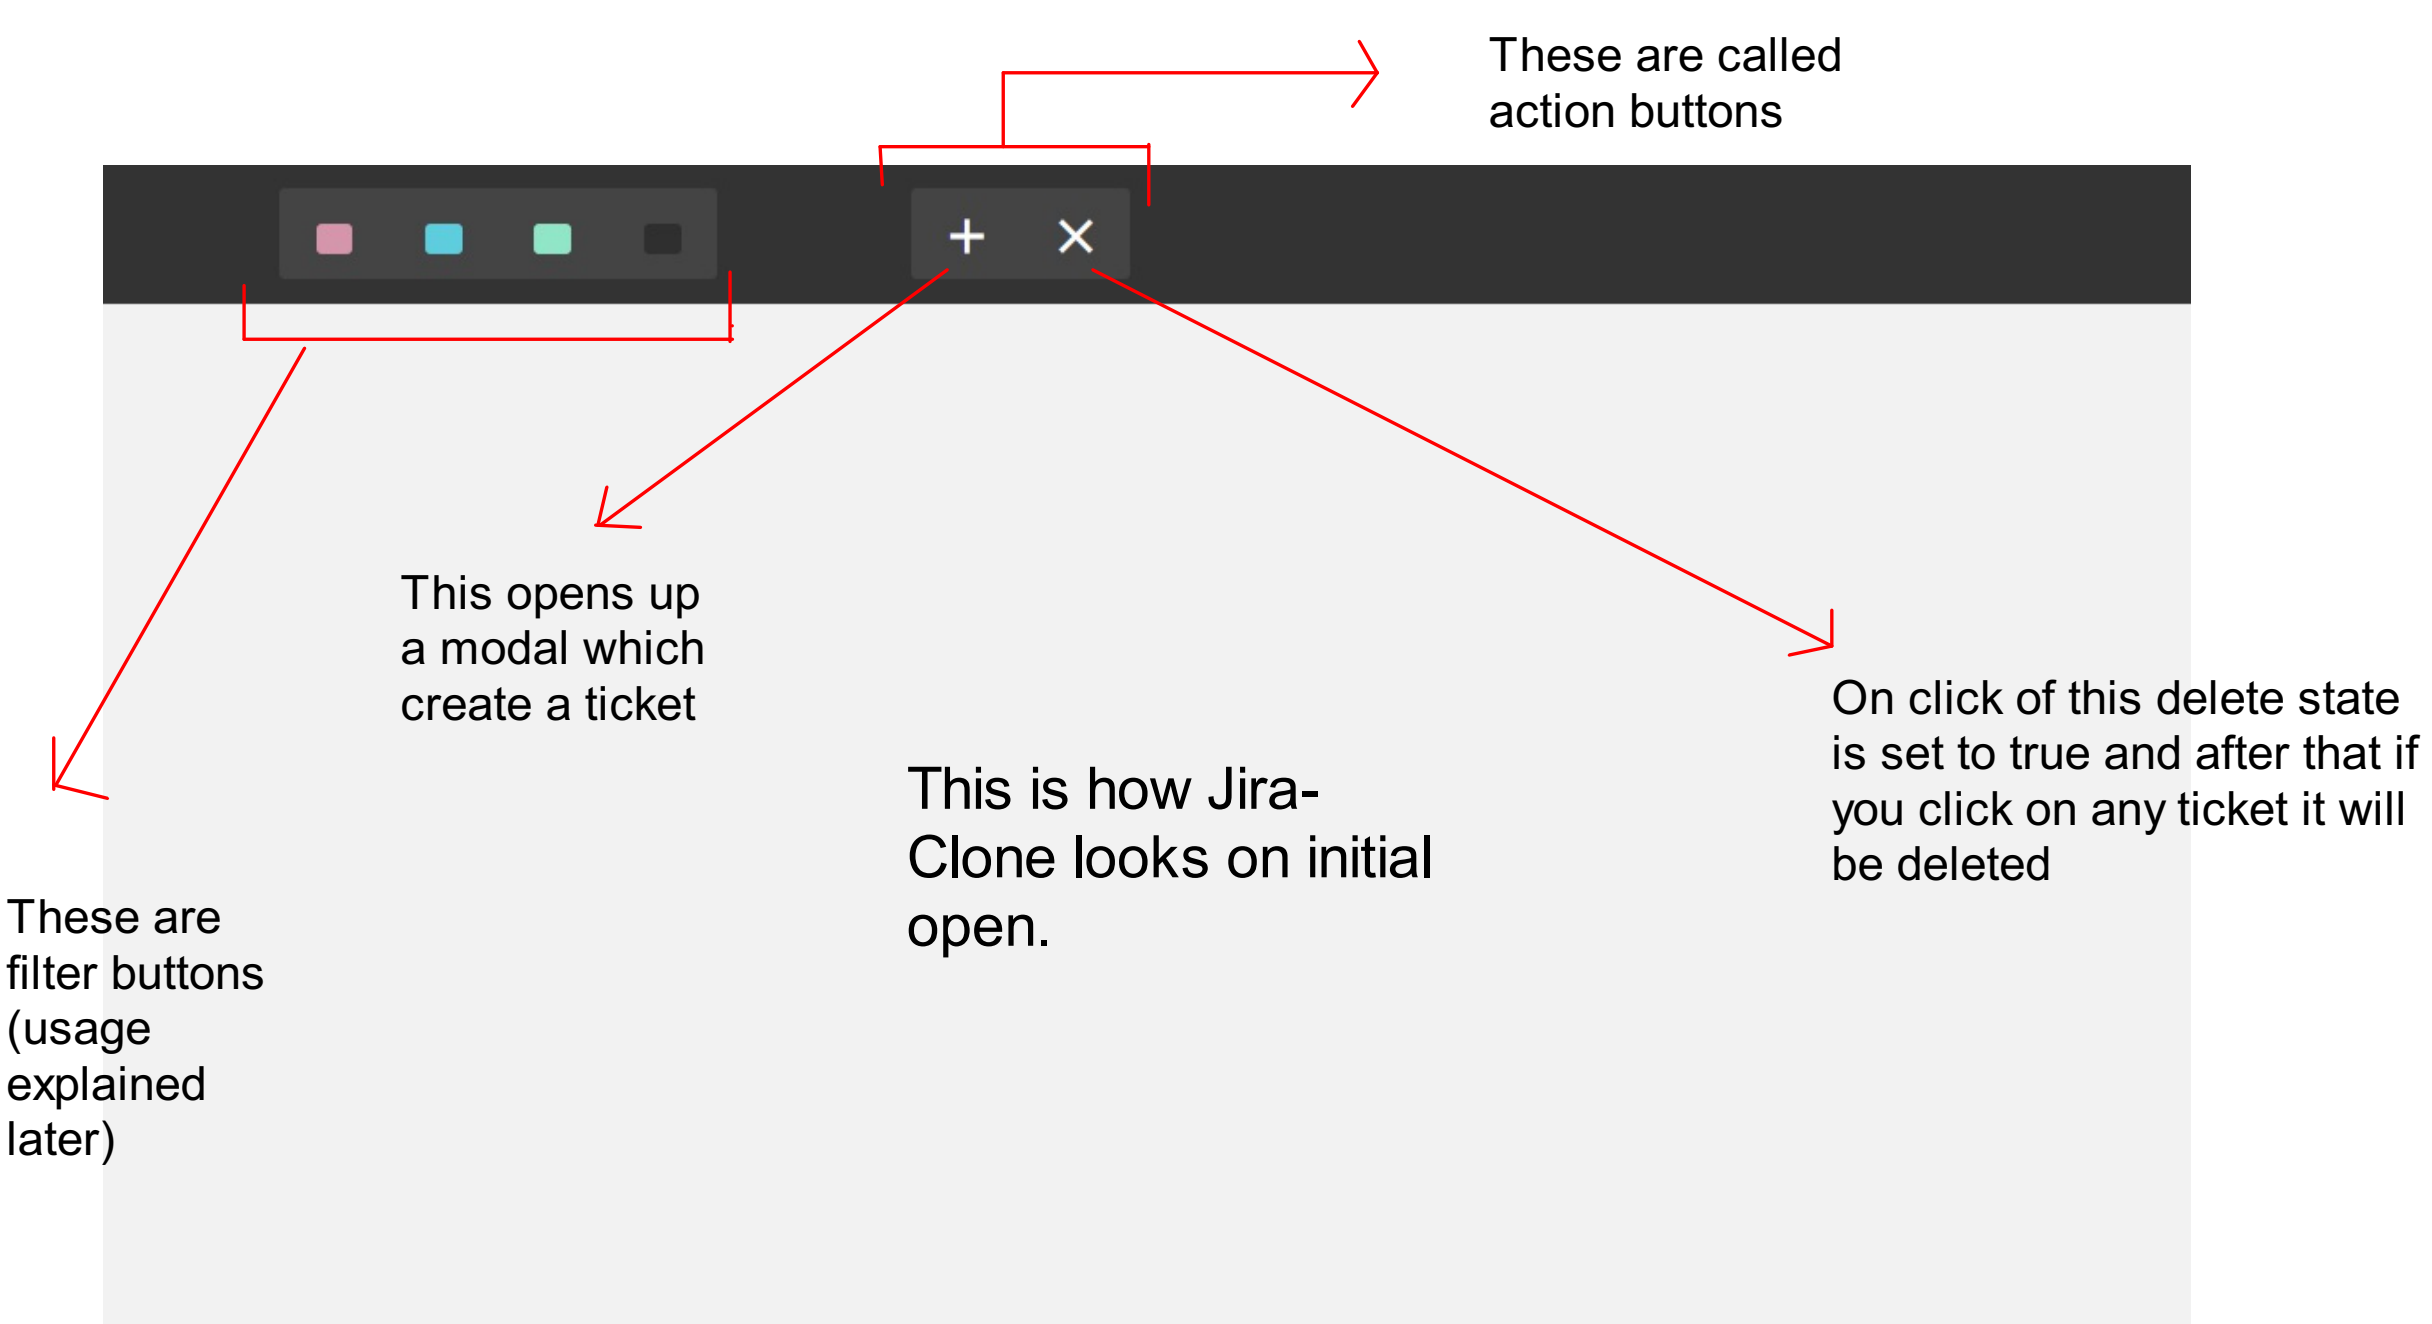 These are called
action buttons
This opens up
a modal which
create a ticket
On click of this delete state
is set to true and after that if
you click on any ticket it will
be deleted
This is how Jira-
Clone looks on initial
open.
These are
filter buttons
(usage
explained
later)